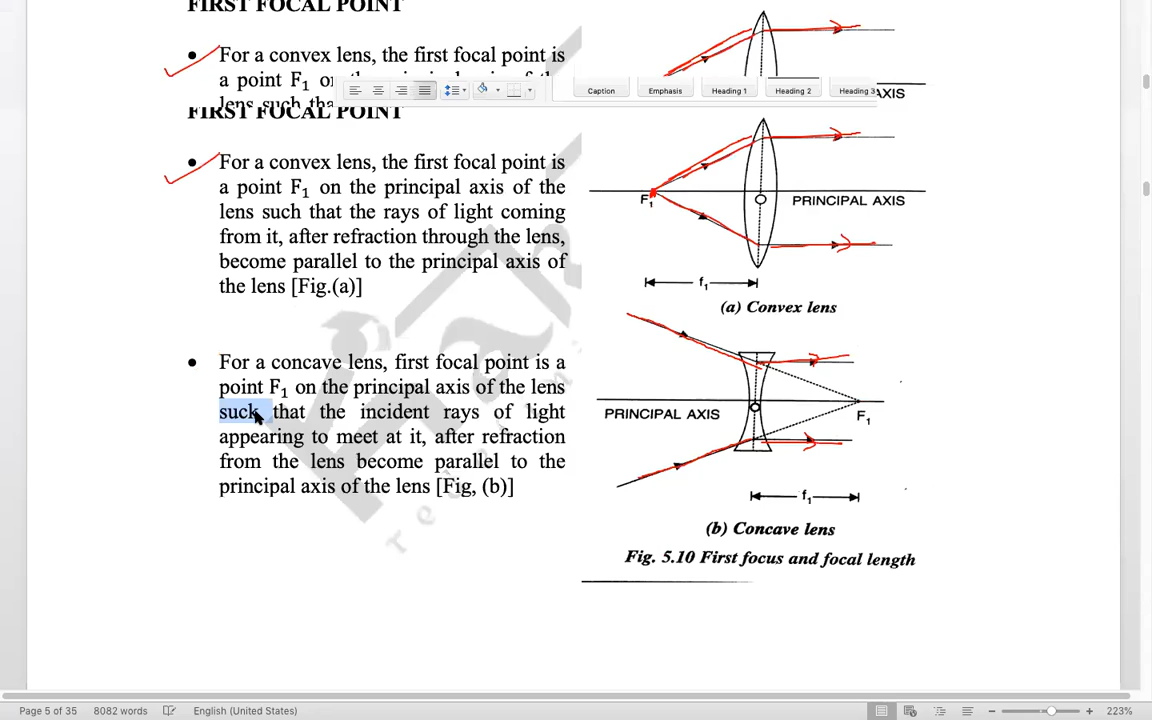 FIRST FOCAL POINT
For a convex lens, the first focal point is
a point F1
Caption
Emphasis
Heading 1
Heading 2
Heading 3
AXIS
FIRST FOCAL POINT
For a convex lens, the first focal point is
a point F1 on the principal axis of the
lens such that the rays of light coming
from it, after refraction through the lens,
become parallel to the principal axis of
the lens [Fig.(a)]
F1
PRINCIPAL AXIS
f1
(a) Convex lens
For a concave lens, first focal point is a
point F1 on the principal axis of the lens
suck that the incident rays of light
appearing to meet at it, after refraction
from the lens become parallel to the
principal axis of the lens [Fig, (b)]
PRINCIPAL AXIS
F1
f1
(b) Concave lens
Fig. 5.10 First focus and focal length
Page 5 of 35
8082 words
English (United States)
223%